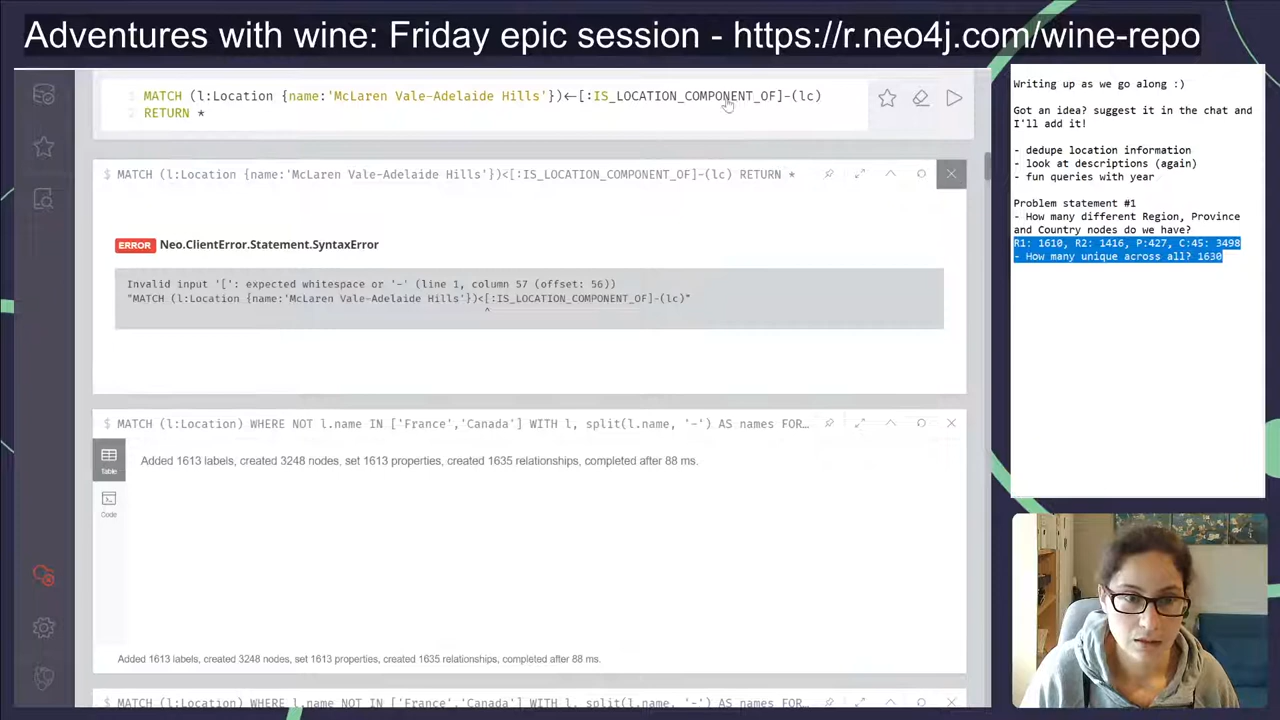 Adventures with wine: Friday epic session - https://r.neo4j.com/wine-repo
1 MATCH (l:Location {name:'McLaren Vale-Adelaide Hills'})<-[:IS_LOCATION_COMPONENT_OF]-(lc)
2 RETURN *
$ MATCH (l:Location {name:'McLaren Vale-Adelaide Hills'})<[:IS_LOCATION_COMPONENT_OF]-(lc) RETURN *
ERROR Neo.ClientError.Statement.SyntaxError
Invalid input '[': expected whitespace or '-' (line 1, column 57 (offset: 56))
"MATCH (l:Location {name:'McLaren Vale-Adelaide Hills'})<[:IS_LOCATION_COMPONENT_OF]-(lc)"
^
$ MATCH (l:Location) WHERE NOT l.name IN ['France','Canada'] WITH l, split(l.name, '-') AS names FOR…
Table
Added 1613 labels, created 3248 nodes, set 1613 properties, created 1635 relationships, completed after 88 ms.
Code
Added 1613 labels, created 3248 nodes, set 1613 properties, created 1635 relationships, completed after 88 ms.
$ MATCH (l:Location) WHERE l.name NOT IN ['France','Canada'] WITH l, split(l.name, '-') AS names FOR…
Writing up as we go along :)
Got an idea? suggest it in the chat and
I'll add it!
- dedupe location information
- look at descriptions (again)
- fun queries with year
Problem statement #1
- How many different Region, Province
and Country nodes do we have?
R1: 1610, R2: 1416, P:427, C:45: 3498
- How many unique across all? 1630